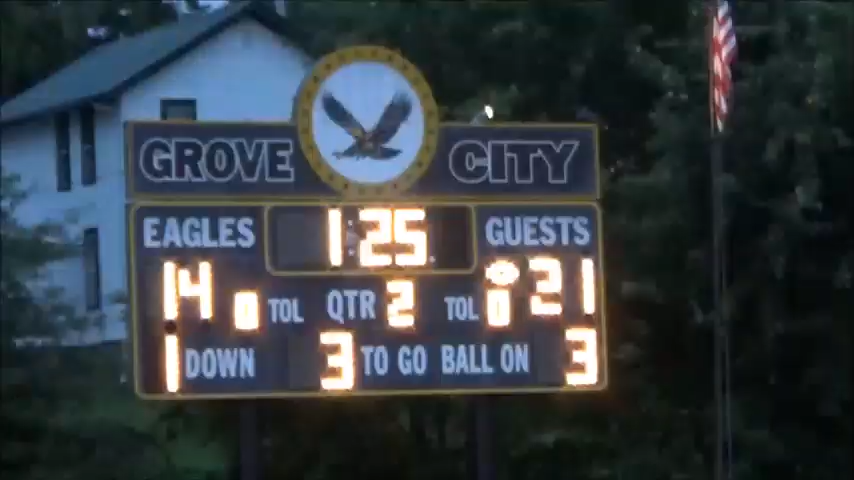 GROVE CITY
EAGLES 1:25 GUESTS
14 0 TOL QTR 2 TOL 0 21
1 DOWN 3 TO GO BALL ON 3